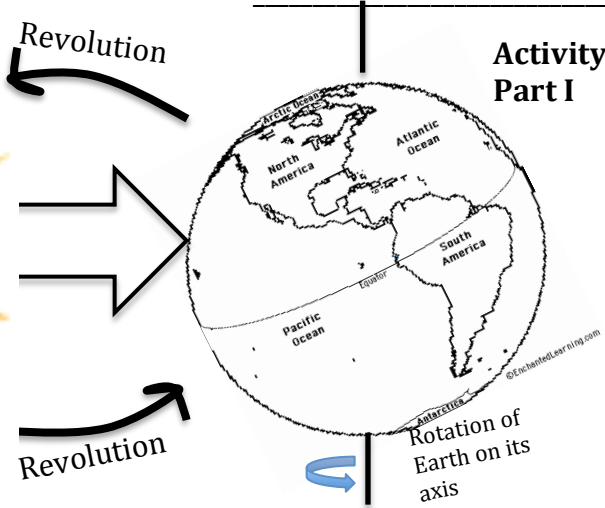 Revolution
Activity
Part I
Arctic Ocean
North
America
Atlantic
Ocean
South
America
Equator
Pacific
Ocean
©EnchantedLearning.com
Antarctica
Revolution
Rotation of
Earth on its
axis